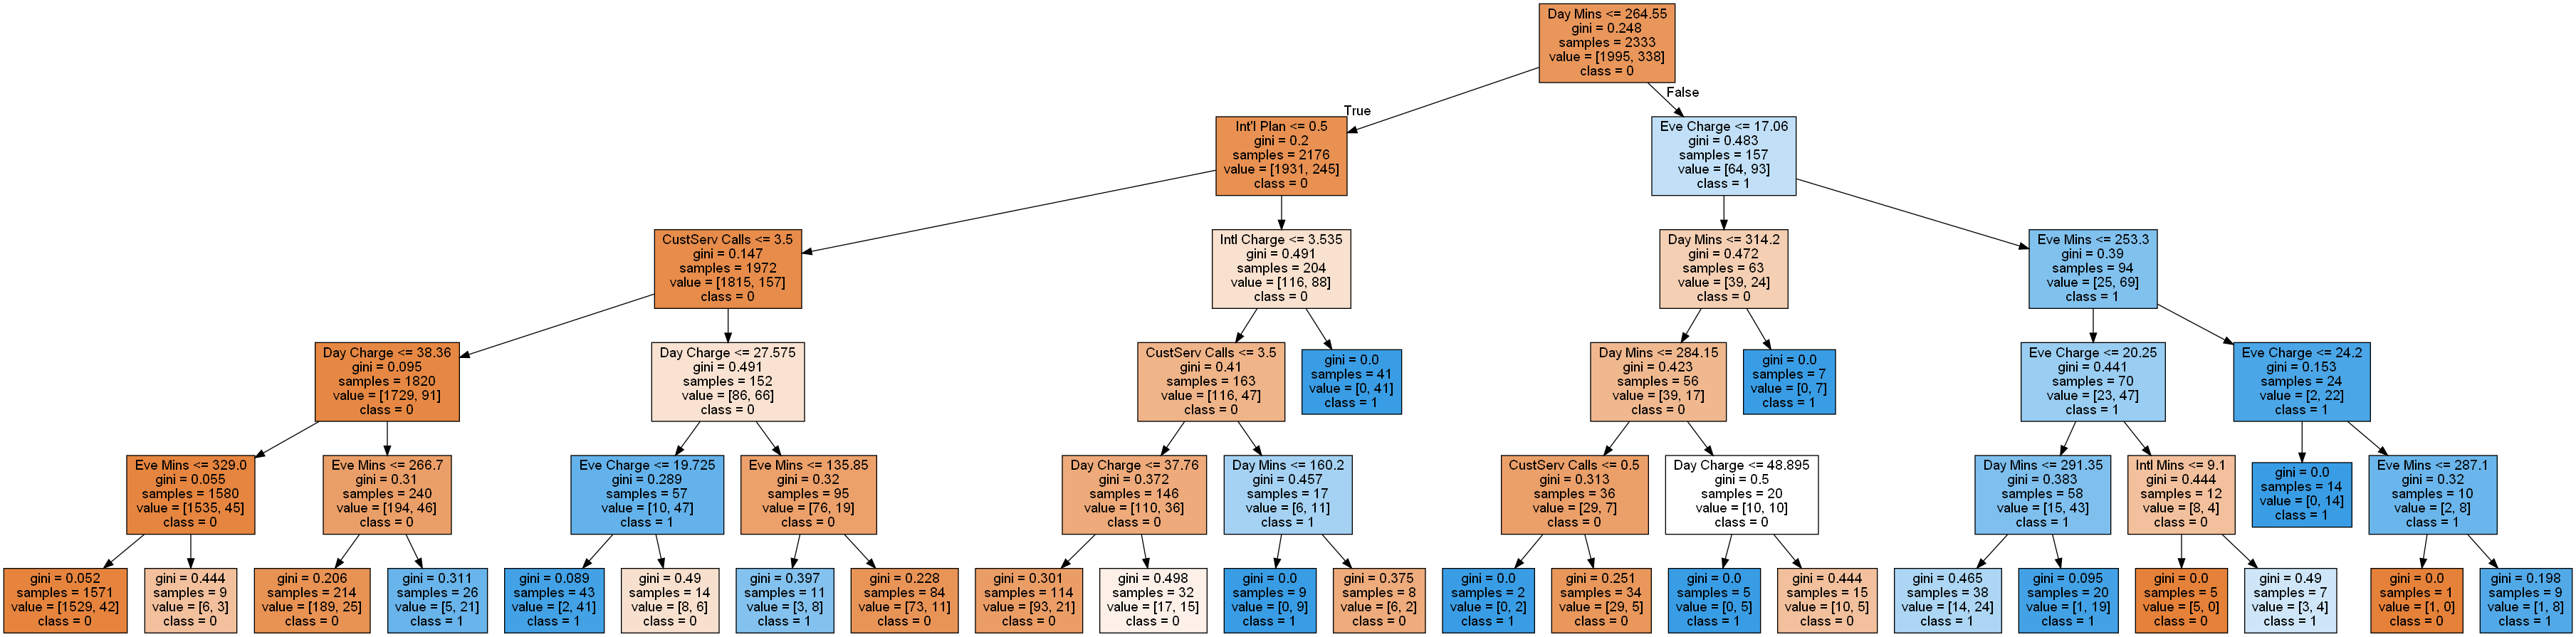 Day Mins <= 264.55
gini = 0.248
samples = 2333
value = [1995, 338]
class = 0
True
False
Int'l Plan <= 0.5
gini = 0.2
samples = 2176
value = [1931, 245]
class = 0
Eve Charge <= 17.06
gini = 0.483
samples = 157
value = [64, 93]
class = 1
CustServ Calls <= 3.5
gini = 0.147
samples = 1972
value = [1815, 157]
class = 0
Intl Charge <= 3.535
gini = 0.491
samples = 204
value = [116, 88]
class = 0
Day Mins <= 314.2
gini = 0.472
samples = 63
value = [39, 24]
class = 0
Eve Mins <= 253.3
gini = 0.39
samples = 94
value = [25, 69]
class = 1
Day Charge <= 38.36
gini = 0.095
samples = 1820
value = [1729, 91]
class = 0
Day Charge <= 27.575
gini = 0.491
samples = 152
value = [86, 66]
class = 0
CustServ Calls <= 3.5
gini = 0.41
samples = 163
value = [116, 47]
class = 0
gini = 0.0
samples = 41
value = [0, 41]
class = 1
Day Mins <= 284.15
gini = 0.423
samples = 56
value = [39, 17]
class = 0
gini = 0.0
samples = 7
value = [0, 7]
class = 1
Eve Charge <= 20.25
gini = 0.441
samples = 70
value = [23, 47]
class = 1
Eve Charge <= 24.2
gini = 0.153
samples = 24
value = [2, 22]
class = 1
Eve Mins <= 329.0
gini = 0.055
samples = 1580
value = [1535, 45]
class = 0
Eve Mins <= 266.7
gini = 0.31
samples = 240
value = [194, 46]
class = 0
Eve Charge <= 19.725
gini = 0.289
samples = 57
value = [10, 47]
class = 1
Eve Mins <= 135.85
gini = 0.32
samples = 95
value = [76, 19]
class = 0
Day Charge <= 37.76
gini = 0.372
samples = 146
value = [110, 36]
class = 0
Day Mins <= 160.2
gini = 0.457
samples = 17
value = [6, 11]
class = 1
CustServ Calls <= 0.5
gini = 0.313
samples = 36
value = [29, 7]
class = 0
Day Charge <= 48.895
gini = 0.5
samples = 20
value = [10, 10]
class = 0
Day Mins <= 291.35
gini = 0.383
samples = 58
value = [15, 43]
class = 1
Intl Mins <= 9.1
gini = 0.444
samples = 12
value = [8, 4]
class = 0
gini = 0.0
samples = 14
value = [0, 14]
class = 1
Eve Mins <= 287.1
gini = 0.32
samples = 10
value = [2, 8]
class = 1
gini = 0.052
samples = 1571
value = [1529, 42]
class = 0
gini = 0.444
samples = 9
value = [6, 3]
class = 0
gini = 0.206
samples = 214
value = [189, 25]
class = 0
gini = 0.311
samples = 26
value = [5, 21]
class = 1
gini = 0.089
samples = 43
value = [2, 41]
class = 1
gini = 0.49
samples = 14
value = [8, 6]
class = 0
gini = 0.397
samples = 11
value = [3, 8]
class = 1
gini = 0.228
samples = 84
value = [73, 11]
class = 0
gini = 0.301
samples = 114
value = [93, 21]
class = 0
gini = 0.498
samples = 32
value = [17, 15]
class = 0
gini = 0.0
samples = 9
value = [0, 9]
class = 1
gini = 0.375
samples = 8
value = [6, 2]
class = 0
gini = 0.0
samples = 2
value = [0, 2]
class = 1
gini = 0.251
samples = 34
value = [29, 5]
class = 0
gini = 0.0
samples = 5
value = [0, 5]
class = 1
gini = 0.444
samples = 15
value = [10, 5]
class = 0
gini = 0.465
samples = 38
value = [14, 24]
class = 1
gini = 0.095
samples = 20
value = [1, 19]
class = 1
gini = 0.0
samples = 5
value = [5, 0]
class = 0
gini = 0.49
samples = 7
value = [3, 4]
class = 1
gini = 0.0
samples = 1
value = [1, 0]
class = 0
gini = 0.198
samples = 9
value = [1, 8]
class = 1